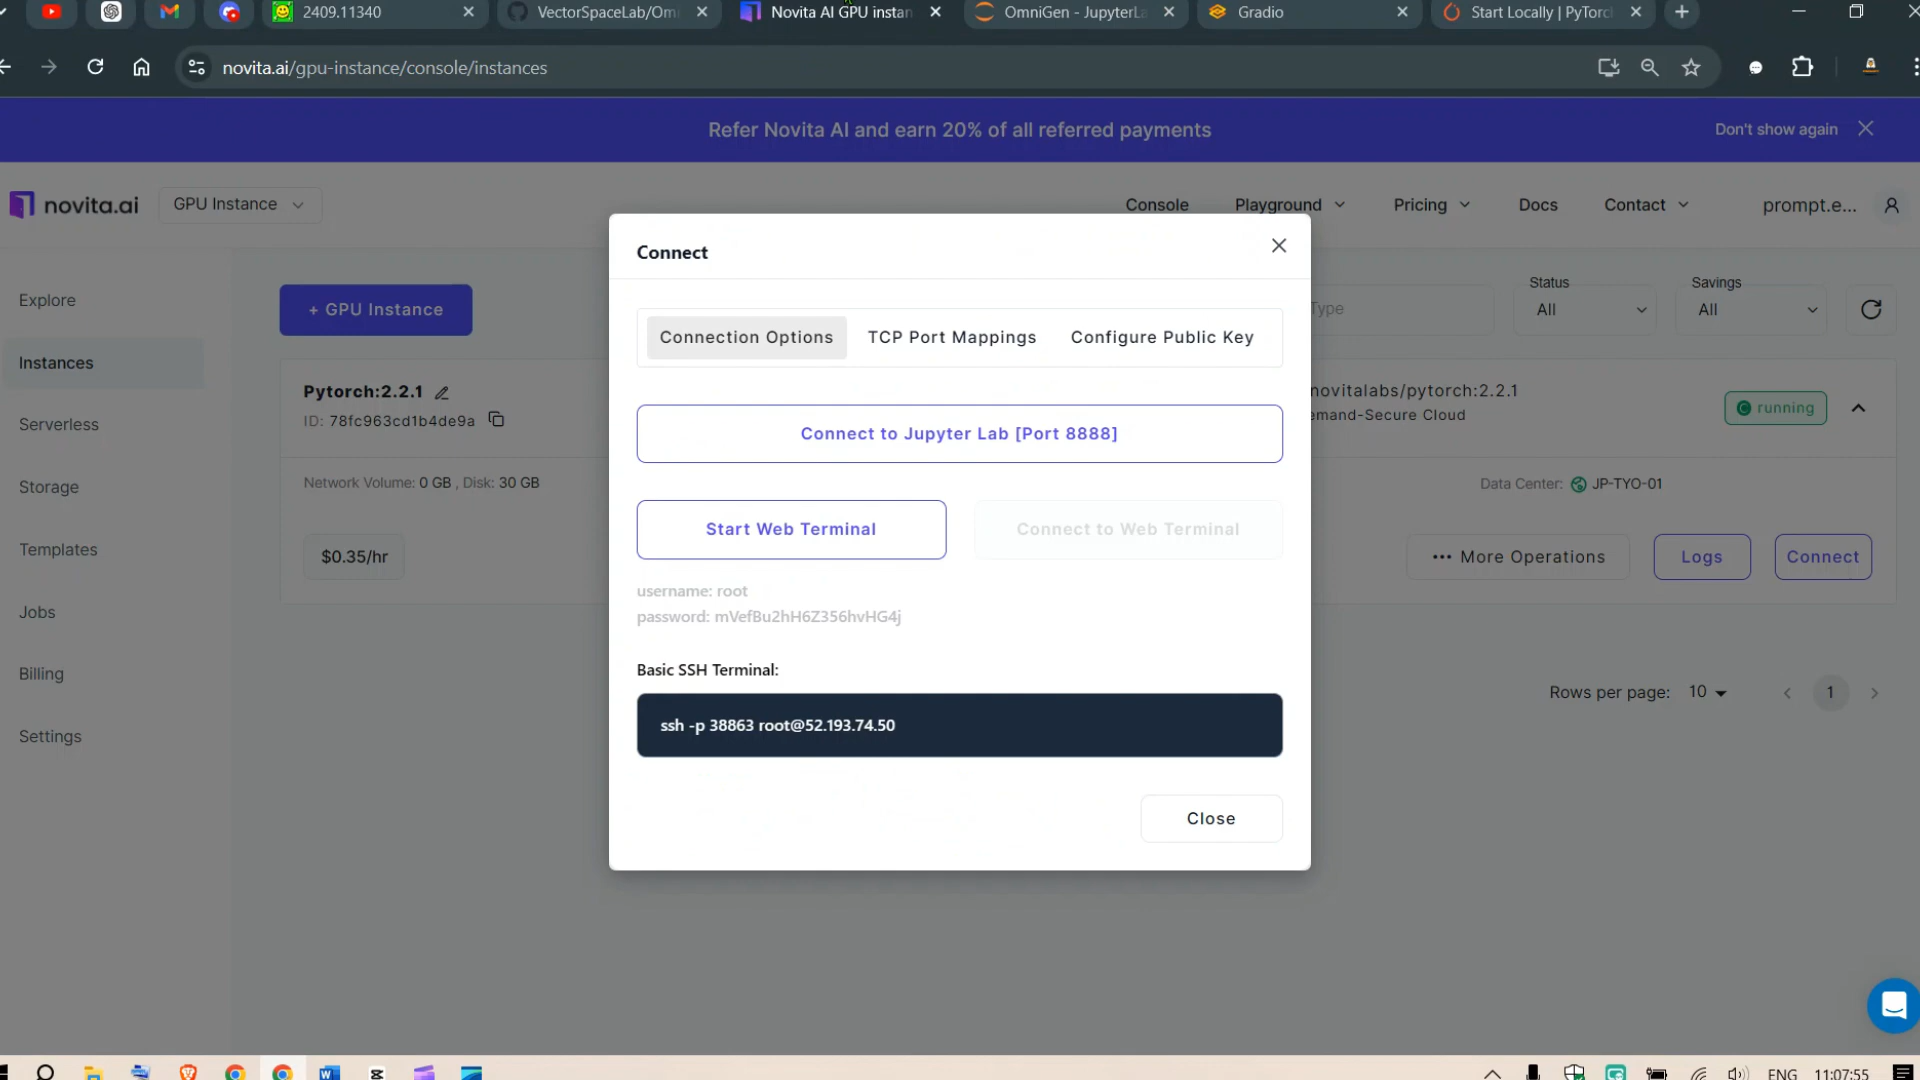 2409.11340
VectorSpaceLab/Omi
Novita AI GPU instan
OmniGen - JupyterLa
Gradio
Start Locally | PyTorch
novita.ai/gpu-instance/console/instances
Refer Novita AI and earn 20% of all referred payments
Don't show again
novita.ai
GPU Instance
Console
Playground
Pricing
Docs
Contact
prompt.e...
Explore
Instances
Serverless
Storage
Templates
Jobs
Billing
Settings
+ GPU Instance
Type
Status
All
Savings
All
Pytorch:2.2.1
ID: 78fc963cd1b4de9a
novitalabs/pytorch:2.2.1
emand-Secure Cloud
running
Network Volume: 0 GB , Disk: 30 GB
Data Center: JP-TYO-01
$0.35/hr
More Operations
Logs
Connect
Rows per page: 10
1
Connect
Connection Options
TCP Port Mappings
Configure Public Key
Connect to Jupyter Lab [Port 8888]
Start Web Terminal
Connect to Web Terminal
username: root
password: mVefBu2hH6Z356hvHG4j
Basic SSH Terminal:
ssh -p 38863 root@52.193.74.50
Close
ENG
11:07:55